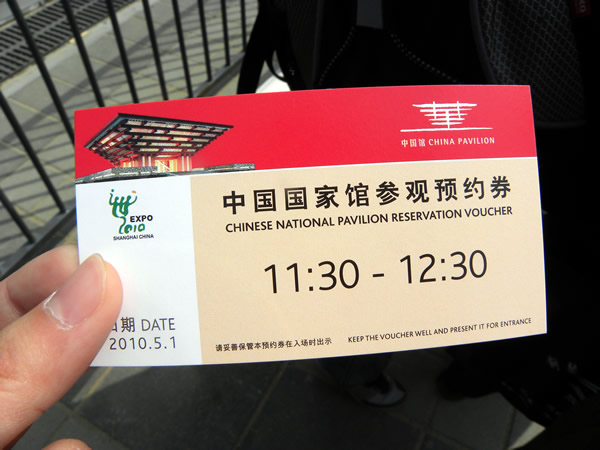 中国馆 CHINA PAVILION
中国国家馆参观预约券
CHINESE NATIONAL PAVILION RESERVATION VOUCHER
EXPO
2010
SHANGHAI CHINA
11:30 - 12:30
日期 DATE
2010.5.1
请妥善保管本预约券在入场时出示
KEEP THE VOUCHER WELL AND PRESENT IT FOR ENTRANCE